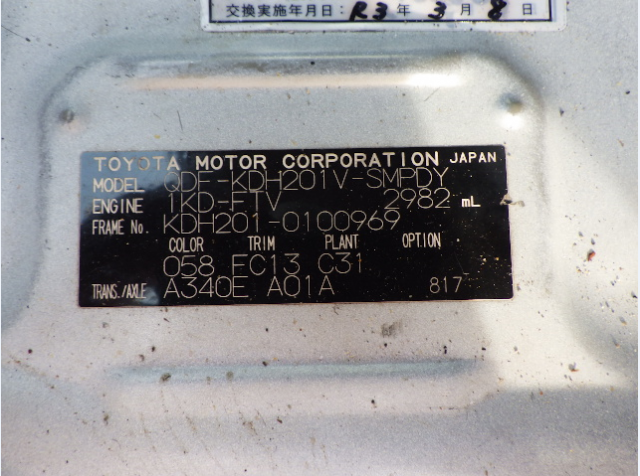 交換実施年月日: R3 年 3 月 8 日
TOYOTA MOTOR CORPORATION JAPAN
MODEL QDF-KDH201V-SMPDY
ENGINE 1KD-FTV 2982 mL
FRAME No. KDH201-0100969
COLOR TRIM PLANT OPTION
058 FC13 C31
TRANS./AXLE A340E A01A 817